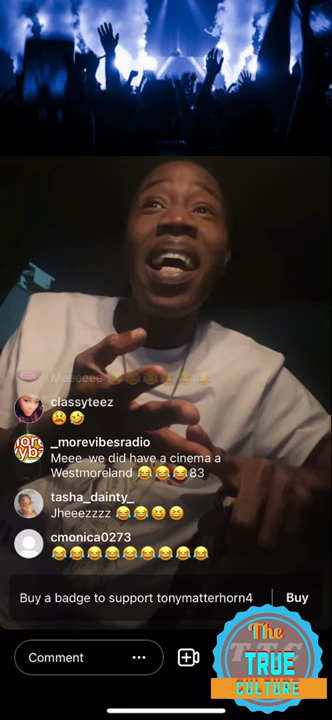 Meeeeee 😂😂😂😂😂😂
classyteez
😫🤣
_morevibesradio
Meee we did have a cinema a
Westmoreland 😂😂😂83
tasha_dainty_
Jheeezzzz 😂😂😆😆
cmonica0273
😂😂😂😂😂😂😂😂😂
Buy a badge to support tonymatterhorn4
Buy
Comment
The
TRUE
CULTURE